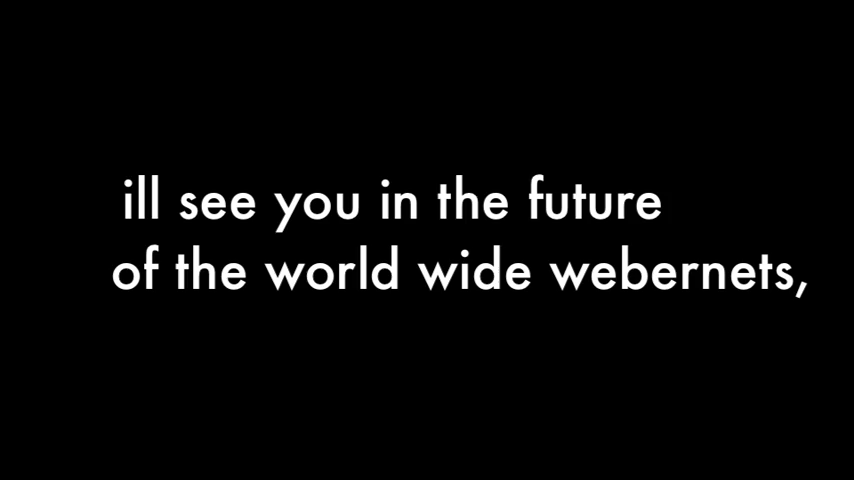 ill see you in the future
of the world wide webernets,